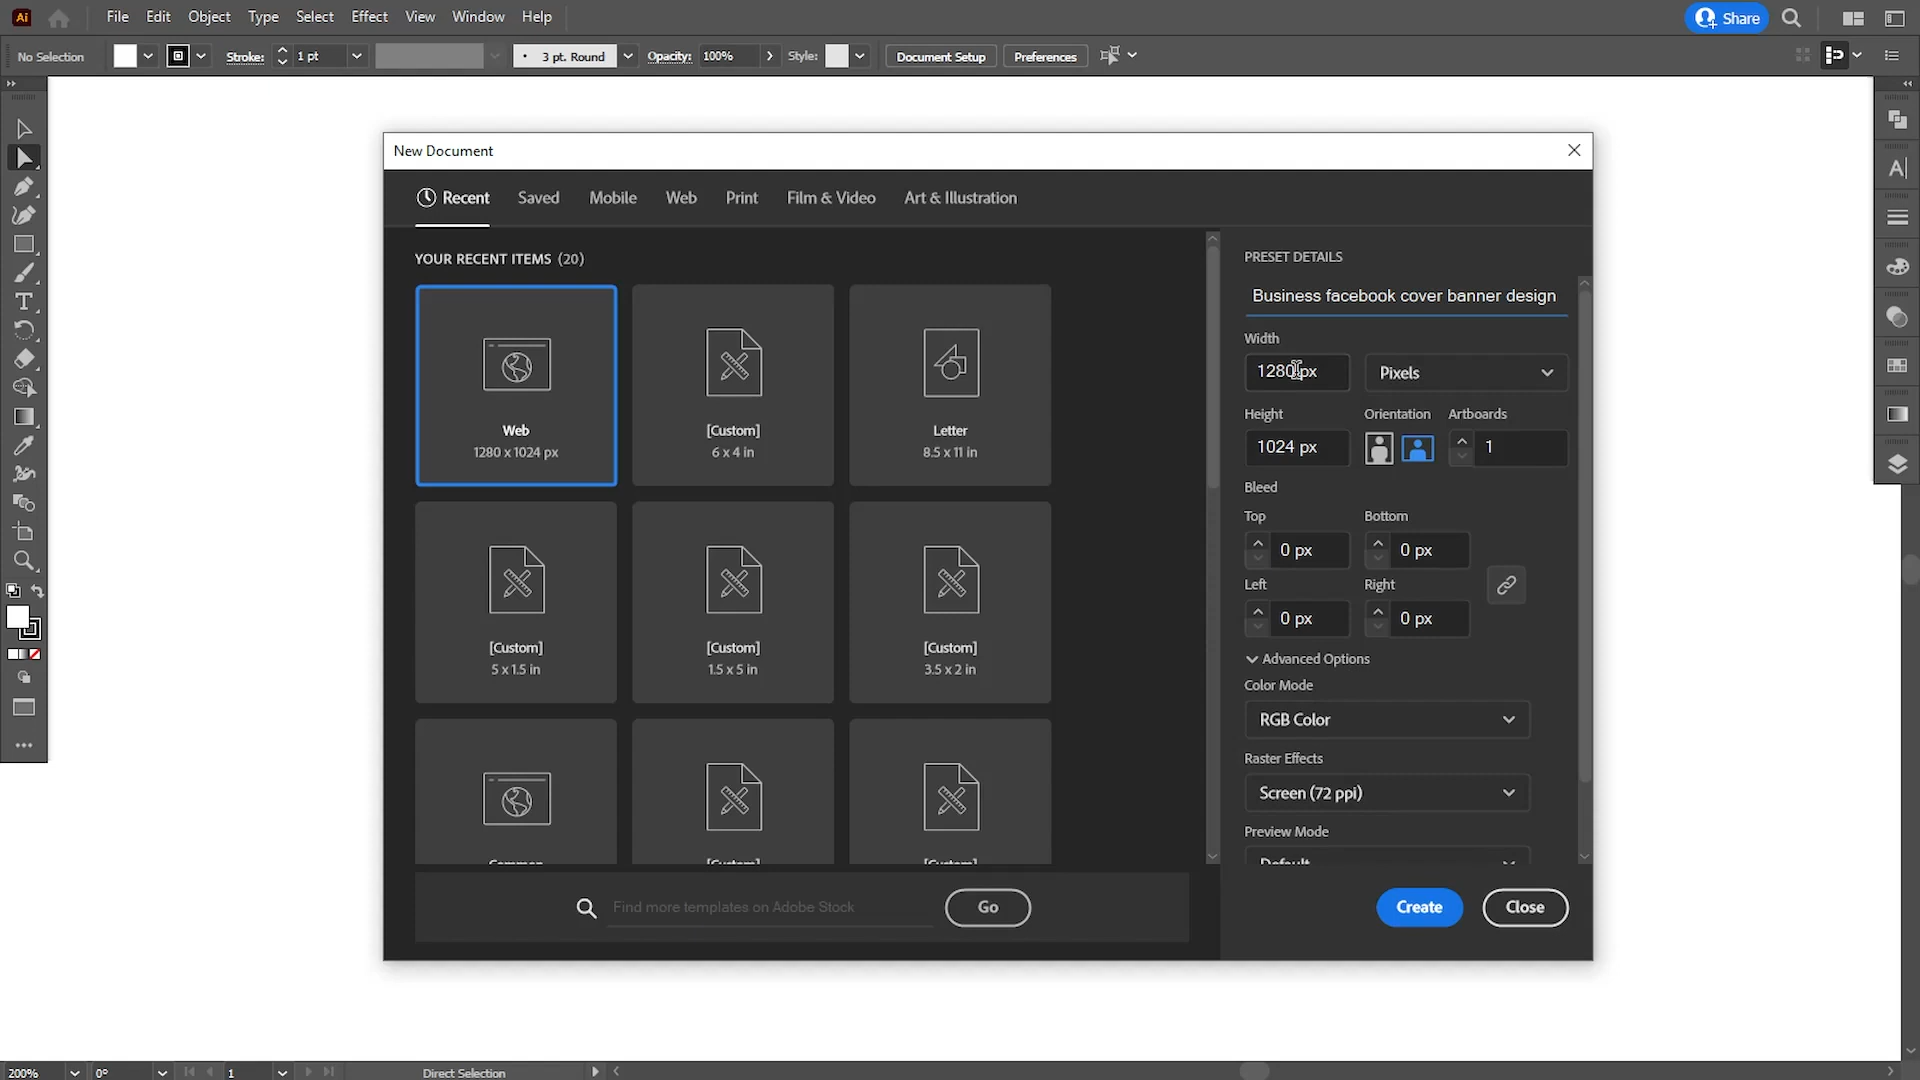 Ai File Edit Object Type Select Effect View Window Help Share
No Selection Stroke: 1 pt 3 pt. Round Opacity: 100% Style: Document Setup Preferences
New Document
Recent Saved Mobile Web Print Film & Video Art & Illustration
YOUR RECENT ITEMS (20)
Web
1280 x 1024 px
[Custom]
6 x 4 in
Letter
8.5 x 11 in
[Custom]
5 x 1.5 in
[Custom]
1.5 x 5 in
[Custom]
3.5 x 2 in
Common
[Custom]
[Custom]
Find more templates on Adobe Stock
Go
PRESET DETAILS
Business facebook cover banner design
Width
1280 px Pixels
Height Orientation Artboards
1024 px 1
Bleed
Top Bottom
0 px 0 px
Left Right
0 px 0 px
Advanced Options
Color Mode
RGB Color
Raster Effects
Screen (72 ppi)
Preview Mode
Default
Create Close
200% 0° 1 Direct Selection